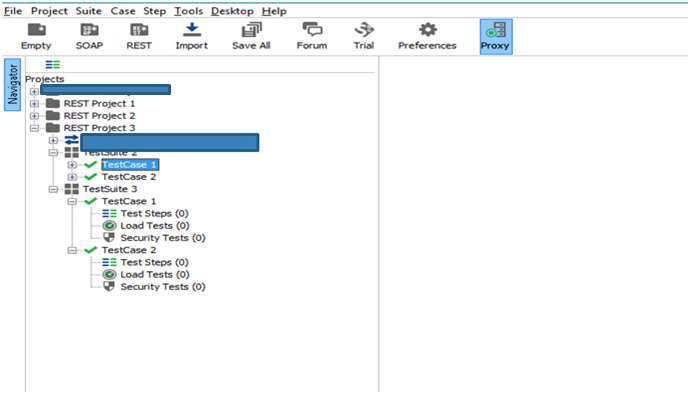 File Project Suite Case Step Tools Desktop Help
Empty SOAP REST Import Save All Forum Trial Preferences Proxy
Navigator
Projects
REST Project 1
REST Project 2
REST Project 3
TestSuite 2
TestCase 1
TestCase 2
TestSuite 3
TestCase 1
Test Steps (0)
Load Tests (0)
Security Tests (0)
TestCase 2
Test Steps (0)
Load Tests (0)
Security Tests (0)